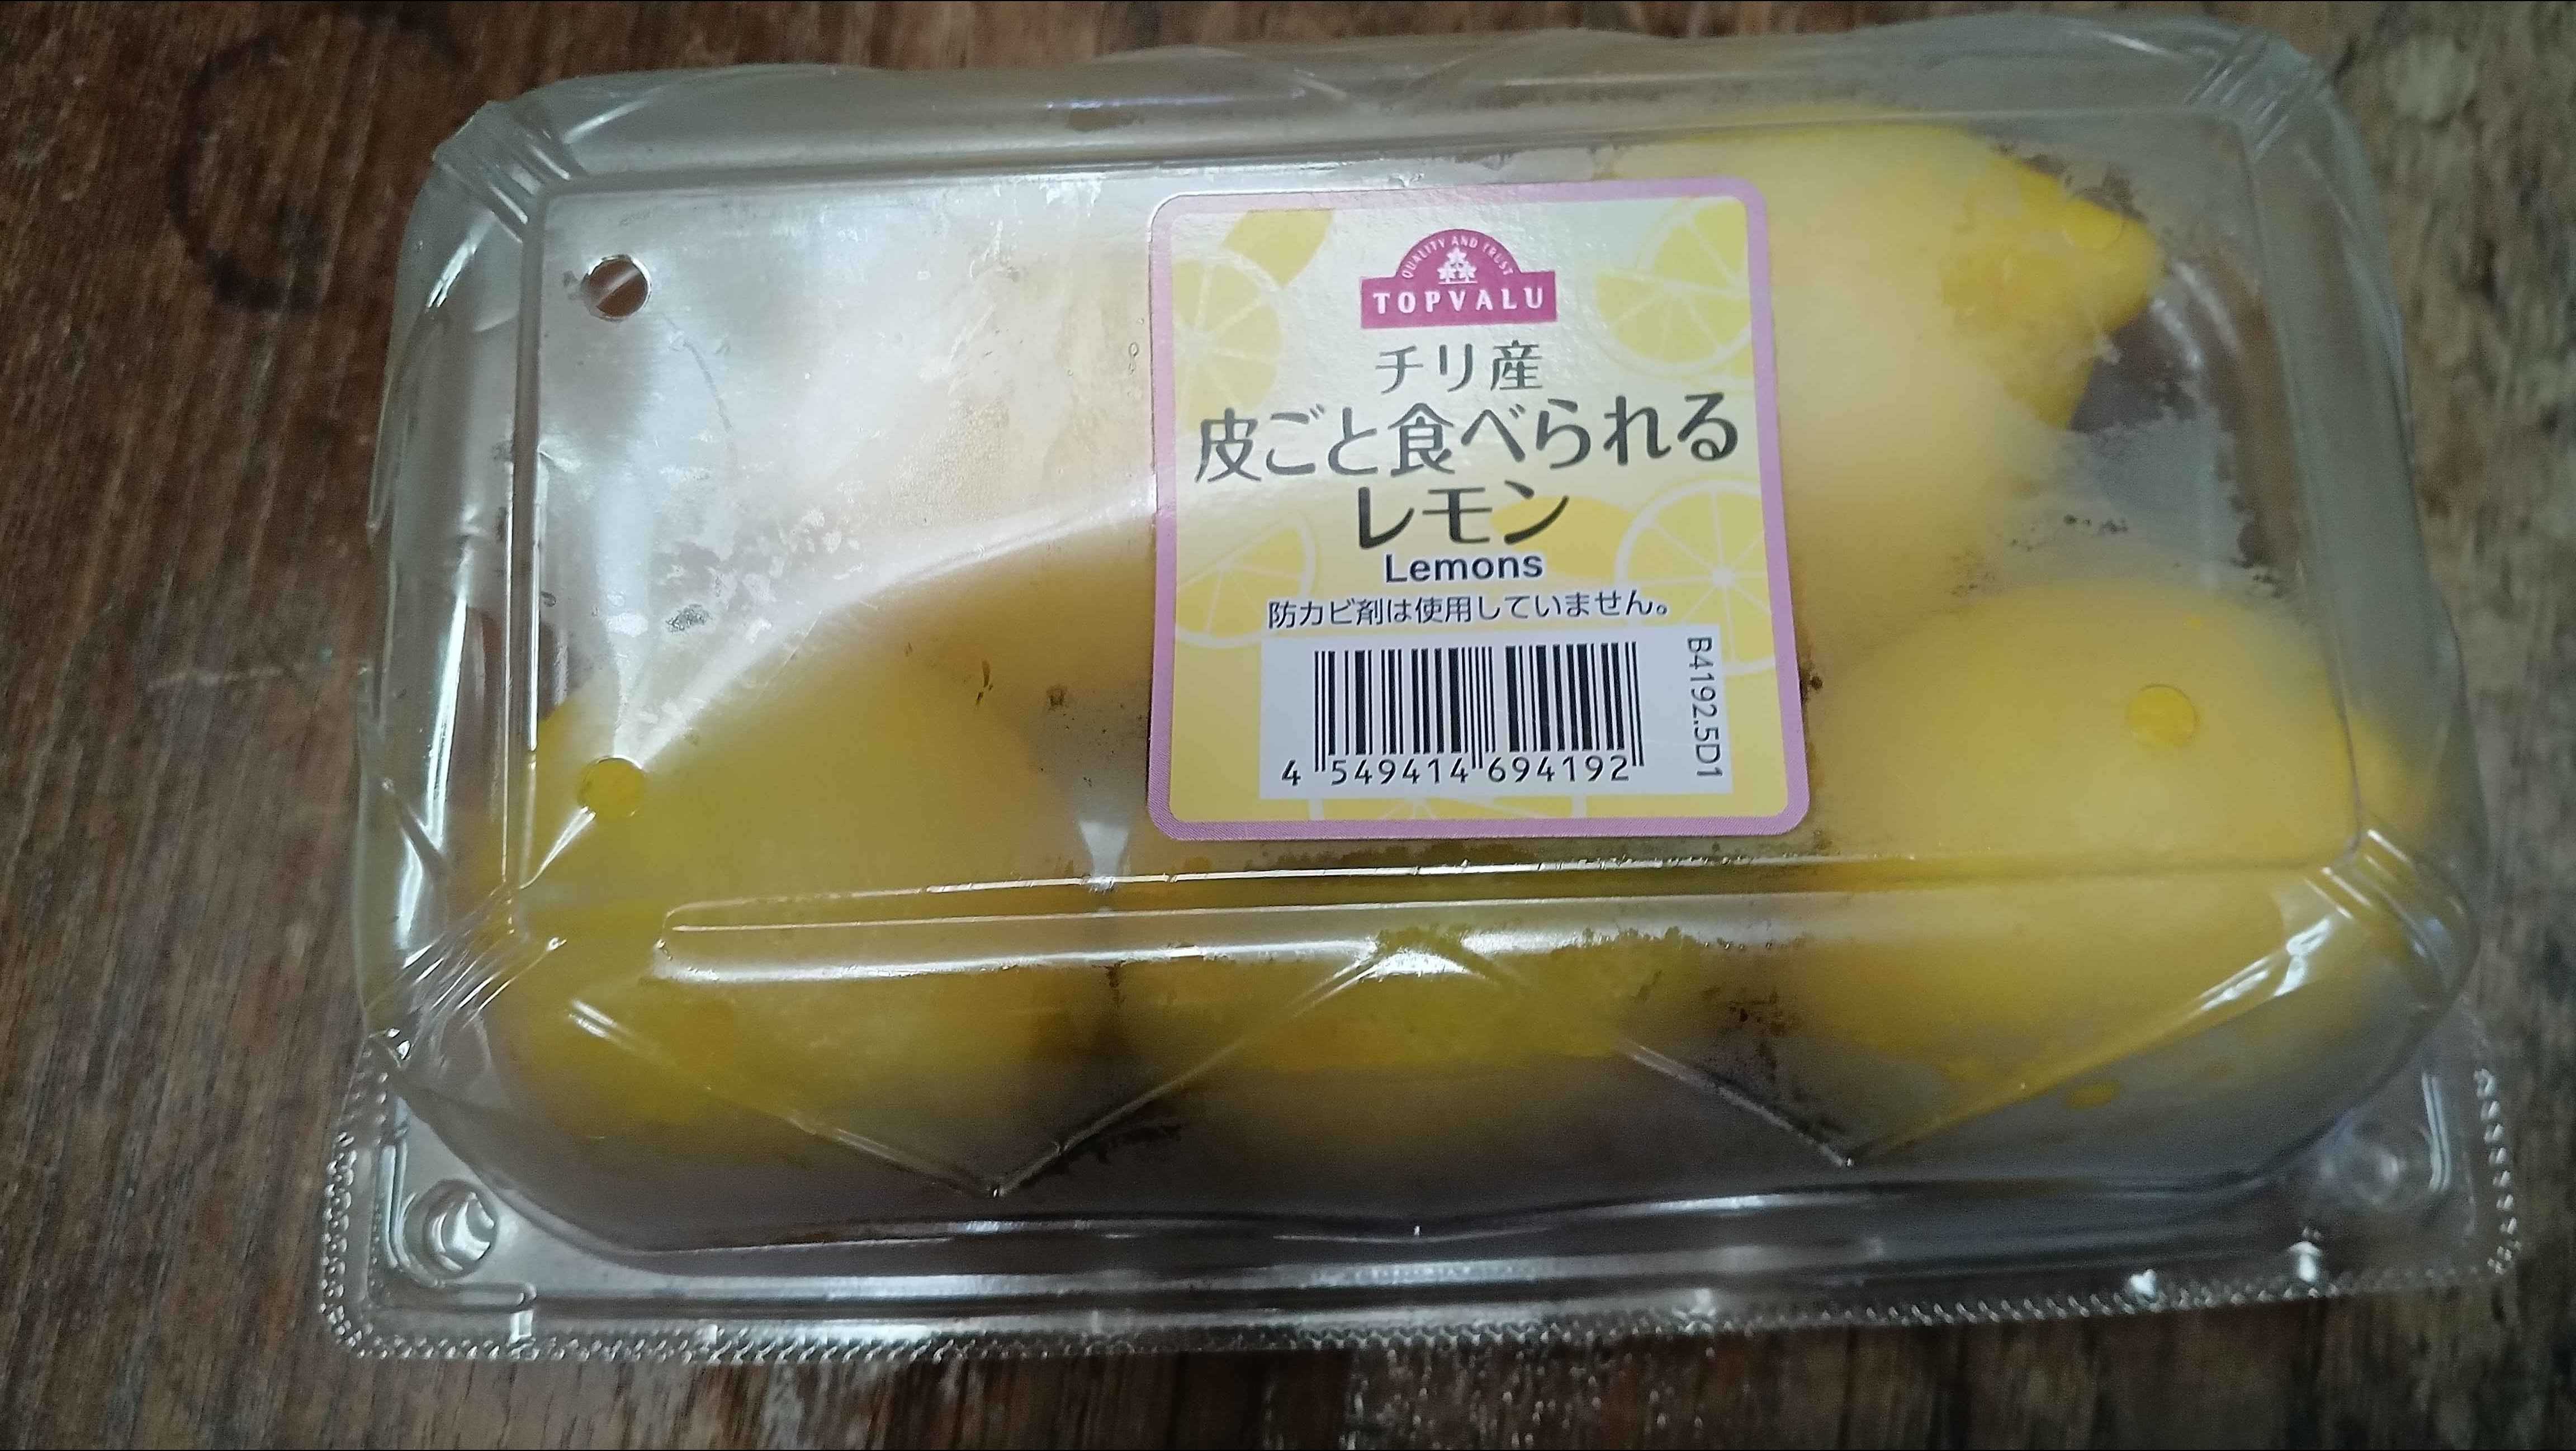 QUALITY AND TRUST
TOPVALU
チリ産
皮ごと食べられる
レモン
Lemons
防カビ剤は使用していません。
B4192.5D1
4 549414 694192